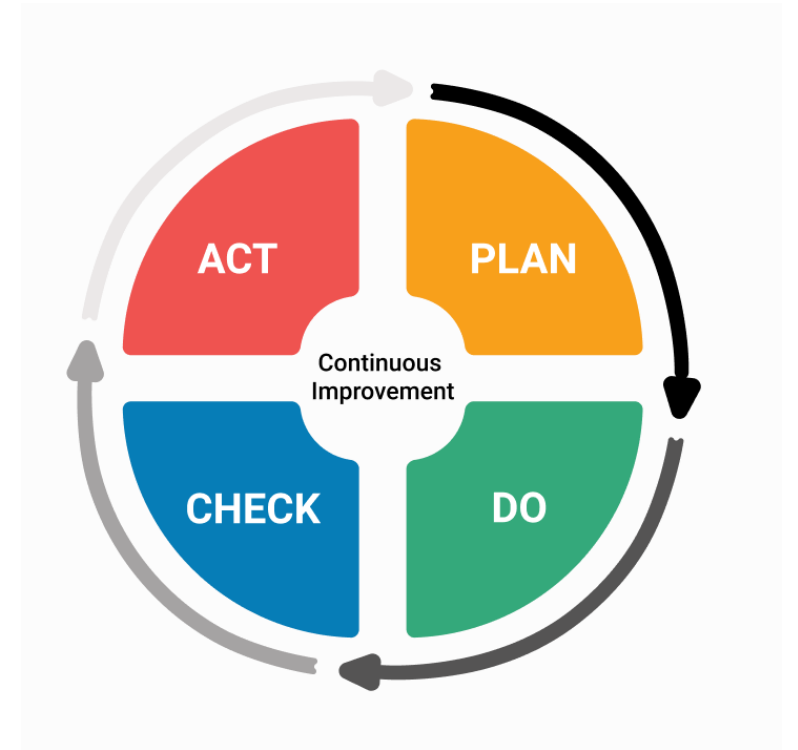 ACT
PLAN
Continuous
Improvement
CHECK
DO